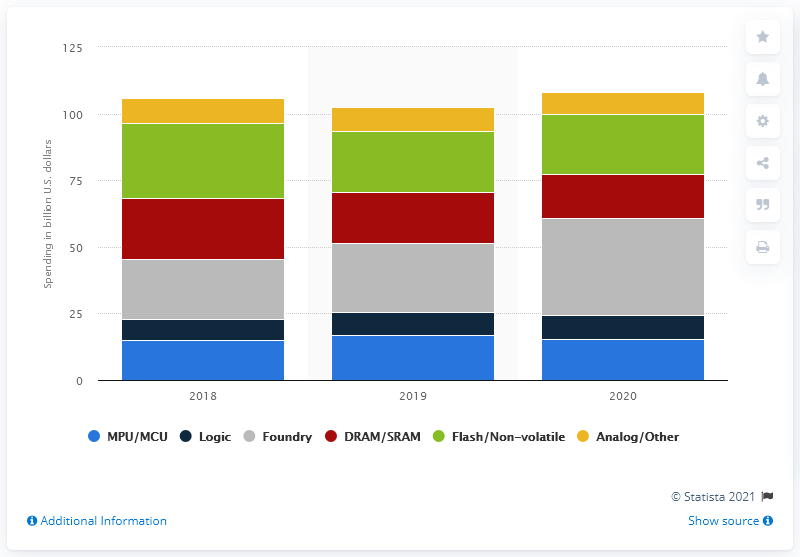 125
100
75
50
25
0
Spending in billion U.S. dollars
2018 2019 2020
MPU/MCU Logic Foundry DRAM/SRAM Flash/Non-volatile Analog/Other
© Statista 2021
Additional Information Show source